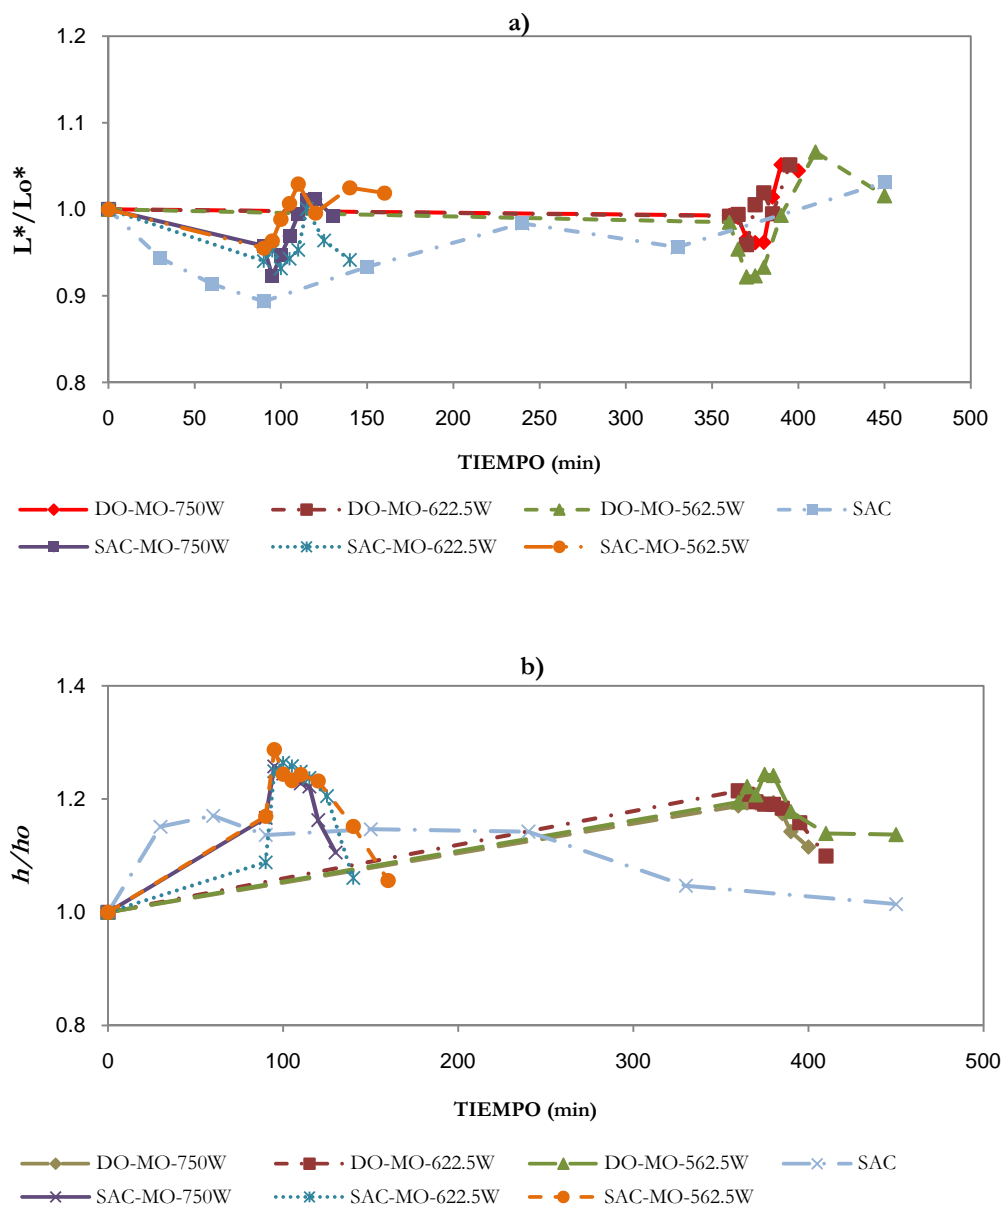 a)
1.2
1.1
1.0
0.9
0.8
L*/Lo*
0 50 100 150 200 250 300 350 400 450 500
TIEMPO (min)
DO-MO-750W DO-MO-622.5W DO-MO-562.5W SAC
SAC-MO-750W SAC-MO-622.5W SAC-MO-562.5W
b)
1.4
1.2
1.0
0.8
h/ho
0 100 200 300 400 500
TIEMPO (min)
DO-MO-750W DO-MO-622.5W DO-MO-562.5W SAC
SAC-MO-750W SAC-MO-622.5W SAC-MO-562.5W